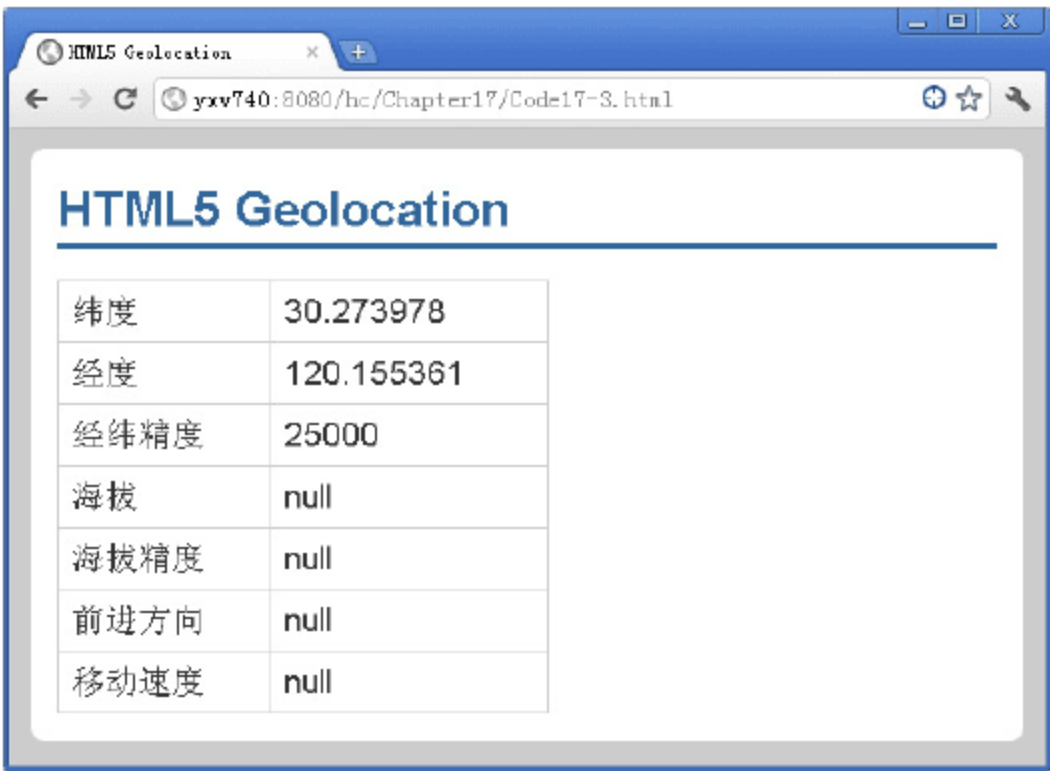 HTML5 Geolocation
yxv740:8080/hc/Chapter17/Code17-3.html
HTML5 Geolocation
纬度 30.273978
经度 120.155361
经纬精度 25000
海拔 null
海拔精度 null
前进方向 null
移动速度 null